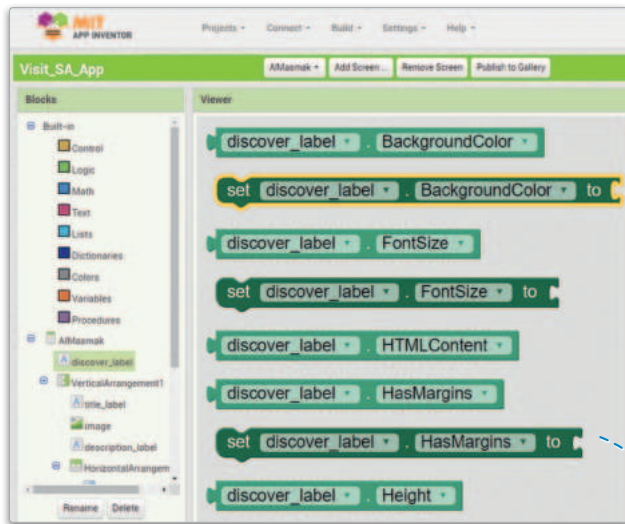 MIT
APP INVENTOR
Projects Connect Build Settings Help
Visit_SA_App
AlMasmak Add Screen ... Remove Screen Publish to Gallery
Blocks
Viewer
Built-in
Control
Logic
Math
Text
Lists
Dictionaries
Colors
Variables
Procedures
AlMasmak
discover_label
VerticalArrangement1
title_label
image
description_label
HorizontalArrangem
Rename Delete
discover_label . BackgroundColor
set discover_label . BackgroundColor to
discover_label . FontSize
set discover_label . FontSize to
discover_label . HTMLContent
discover_label . HasMargins
set discover_label . HasMargins to
discover_label . Height